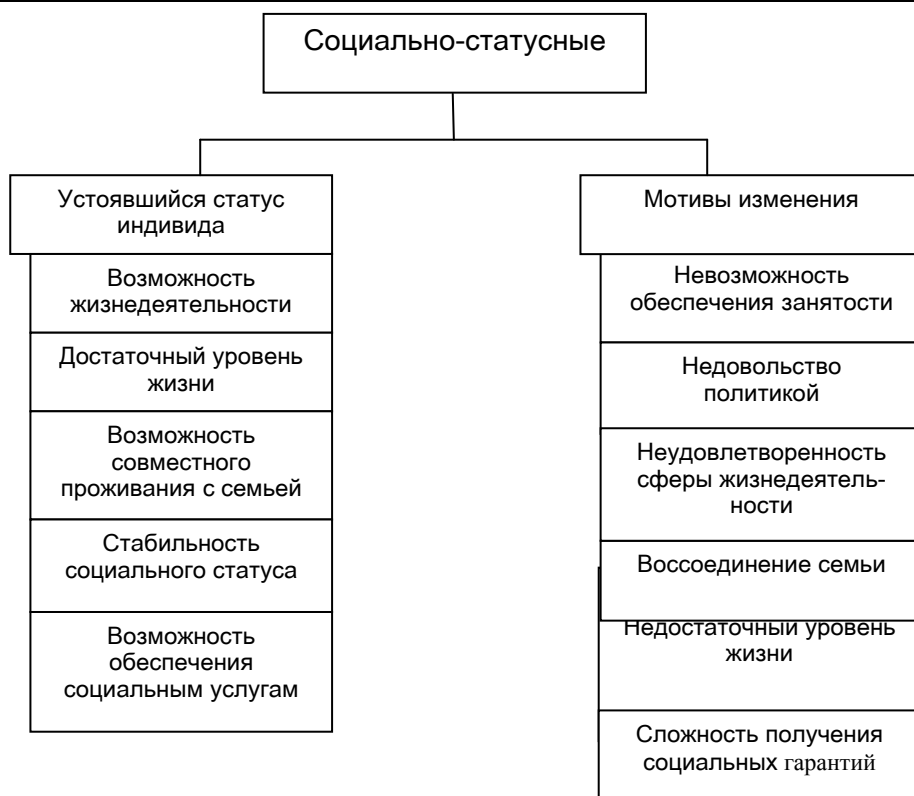 Социально-статусные
Устоявшийся статус
индивида
Возможность
жизнедеятельности
Достаточный уровень
жизни
Возможность
совместного
проживания с семьей
Стабильность
социального статуса
Возможность
обеспечения
социальным услугам
Мотивы изменения
Невозможность
обеспечения занятости
Недовольство
политикой
Неудовлетворенность
сферы жизнедеятель-
ности
Воссоединение семьи
Недостаточный уровень
жизни
Сложность получения
социальных гарантий